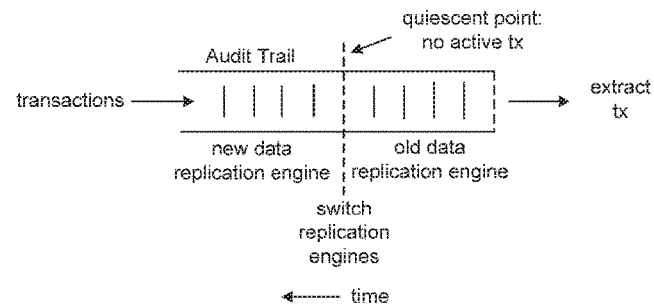 quiescent point:
no active tx
Audit Trail
transactions
extract
tx
new data
replication engine
old data
replication engine
switch
replication
engines
time